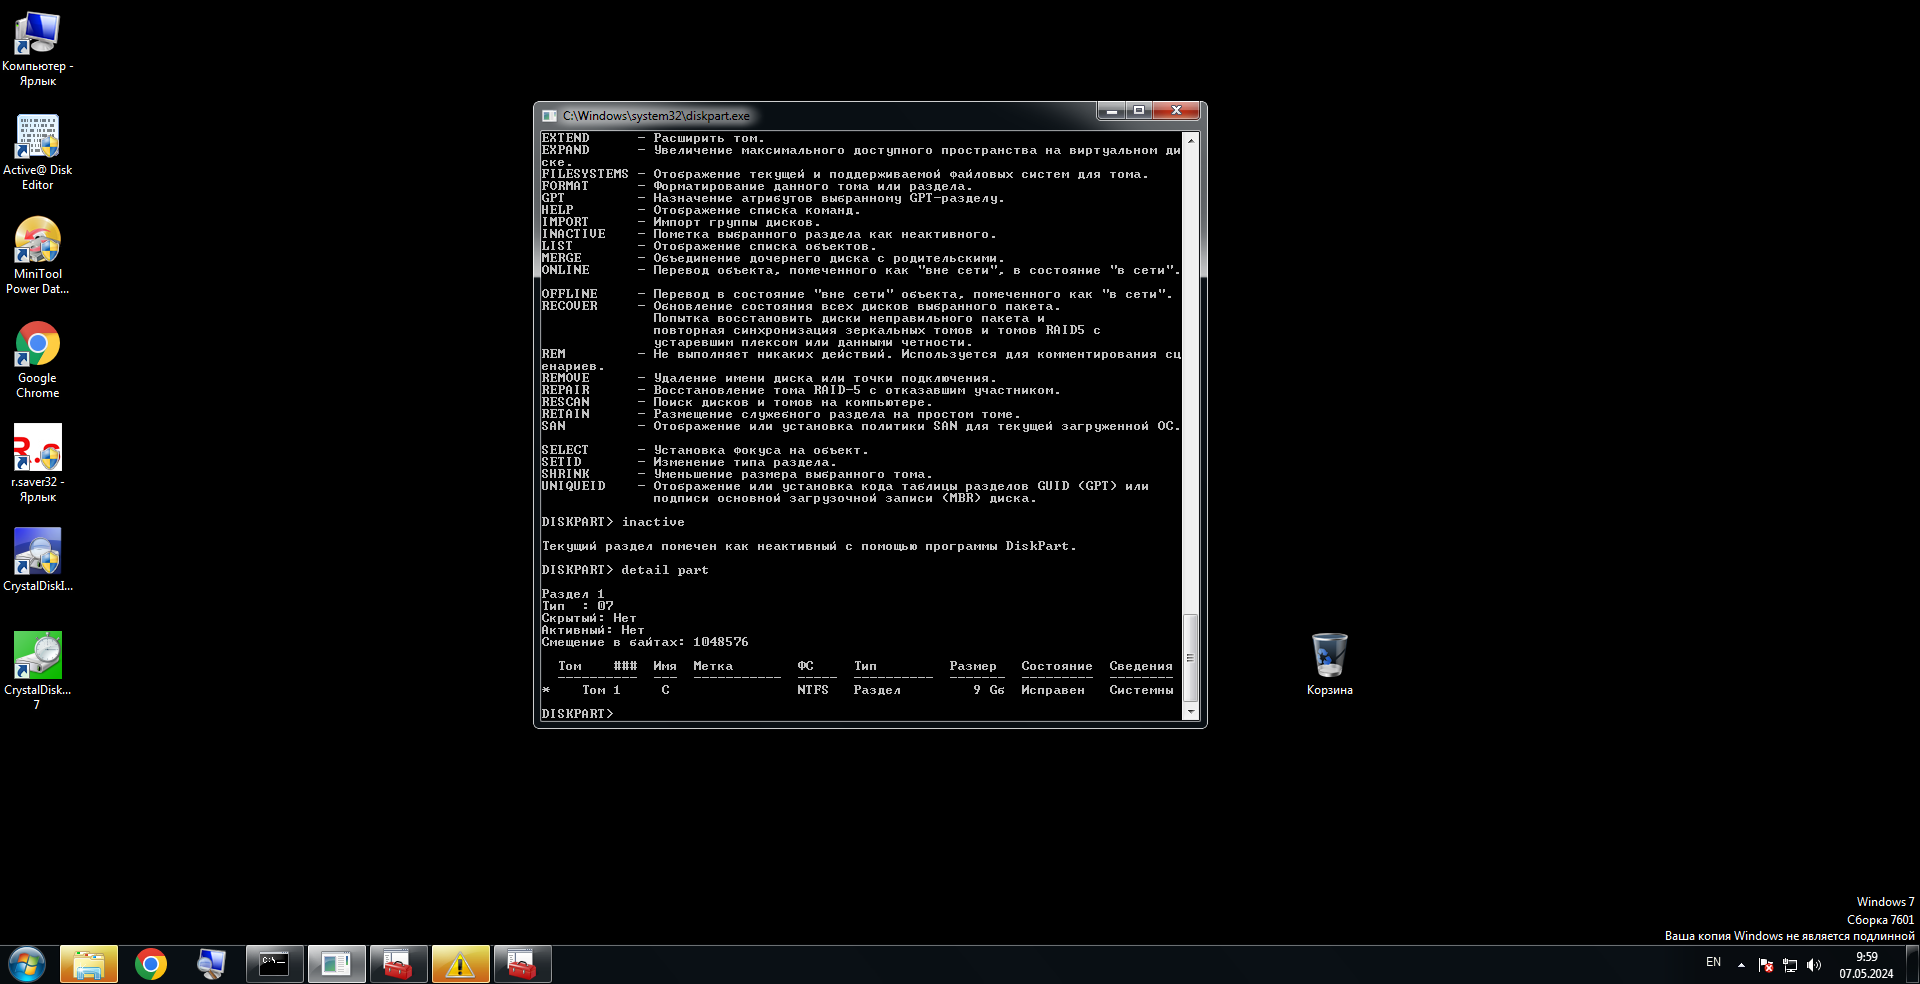 Компьютер -
Ярлык
Active@ Disk
Editor
MiniTool
Power Dat...
Google
Chrome
R.s
r.saver32 -
Ярлык
CrystalDiskI...
CrystalDisk...
7
C:\Windows\system32\diskpart.exe
EXTEND      - Расширить том.
EXPAND      - Увеличение максимального доступного пространства на виртуальном ди
ске.
FILESYSTEMS - Отображение текущей и поддерживаемой файловых систем для тома.
FORMAT      - Форматирование данного тома или раздела.
GPT         - Назначение атрибутов выбранному GPT-разделу.
HELP        - Отображение списка команд.
IMPORT      - Импорт группы дисков.
INACTIVE    - Пометка выбранного раздела как неактивного.
LIST        - Отображение списка объектов.
MERGE       - Объединение дочернего диска с родительскими.
ONLINE      - Перевод объекта, помеченного как "вне сети", в состояние "в сети".
OFFLINE     - Перевод в состояние "вне сети" объекта, помеченного как "в сети".
RECOVER     - Обновление состояния всех дисков выбранного пакета.
Попытка восстановить диски неправильного пакета и
повторная синхронизация зеркальных томов и томов RAID5 с
устаревшим плексом или данными четности.
REM         - Не выполняет никаких действий. Используется для комментирования сц
енариев.
REMOVE      - Удаление имени диска или точки подключения.
REPAIR      - Восстановление тома RAID-5 с отказавшим участником.
RESCAN      - Поиск дисков и томов на компьютере.
RETAIN      - Размещение служебного раздела на простом томе.
SAN         - Отображение или установка политики SAN для текущей загруженной ОС.
SELECT      - Установка фокуса на объект.
SETID       - Изменение типа раздела.
SHRINK      - Уменьшение размера выбранного тома.
UNIQUEID    - Отображение или установка кода таблицы разделов GUID (GPT) или
подписи основной загрузочной записи (MBR) диска.
DISKPART> inactive
Текущий раздел помечен как неактивный с помощью программы DiskPart.
DISKPART> detail part
Раздел 1
Тип  : 07
Скрытый: Нет
Активный: Нет
Смещение в байтах: 1048576
Том    ###  Имя  Метка        ФС     Тип         Размер   Состояние  Сведения
----------  ---  -----------  -----  ----------  -------  ---------  --------
*    Том 1     C                NTFS   Раздел         9 Gб  Исправен   Системны
DISKPART>
Корзина
Windows 7
Сборка 7601
Ваша копия Windows не является подлинной
C:\_
EN
9:59
07.05.2024